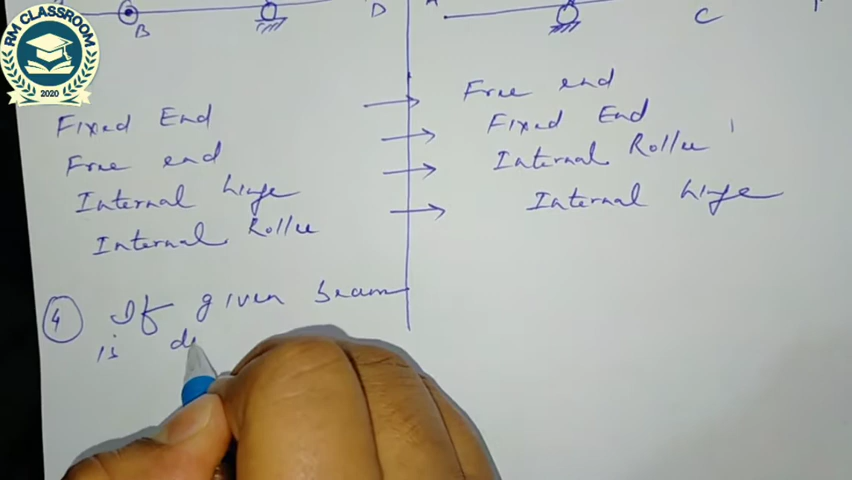 RM CLASSROOM
2020
B
D
C
Fixed End → Free end
Free end → Fixed End
Internal hinge → Internal Roller
Internal Roller → Internal hinge
4 If given beam
is d